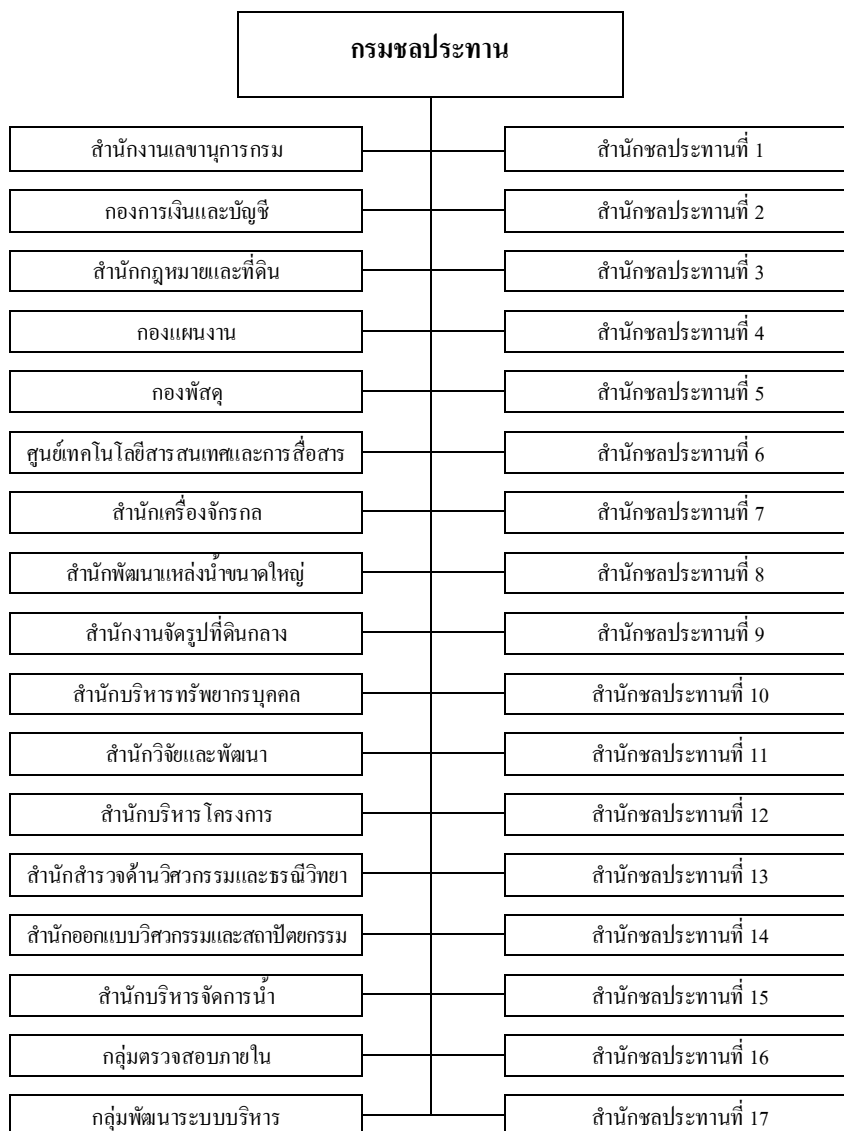 กรมชลประทาน
สำนักงานเลขานุการกรม
สำนักชลประทานที่ 1
กองการเงินและบัญชี
สำนักชลประทานที่ 2
สำนักกฎหมายและที่ดิน
สำนักชลประทานที่ 3
กองแผนงาน
สำนักชลประทานที่ 4
กองพัสดุ
สำนักชลประทานที่ 5
ศูนย์เทคโนโลยีสารสนเทศและการสื่อสาร
สำนักชลประทานที่ 6
สำนักเครื่องจักรกล
สำนักชลประทานที่ 7
สำนักพัฒนาแหล่งน้ำขนาดใหญ่
สำนักชลประทานที่ 8
สำนักงานจัดรูปที่ดินกลาง
สำนักชลประทานที่ 9
สำนักบริหารทรัพยากรบุคคล
สำนักชลประทานที่ 10
สำนักวิจัยและพัฒนา
สำนักชลประทานที่ 11
สำนักบริหารโครงการ
สำนักชลประทานที่ 12
สำนักสำรวจด้านวิศวกรรมและธรณีวิทยา
สำนักชลประทานที่ 13
สำนักออกแบบวิศวกรรมและสถาปัตยกรรม
สำนักชลประทานที่ 14
สำนักบริหารจัดการน้ำ
สำนักชลประทานที่ 15
กลุ่มตรวจสอบภายใน
สำนักชลประทานที่ 16
กลุ่มพัฒนาระบบบริหาร
สำนักชลประทานที่ 17